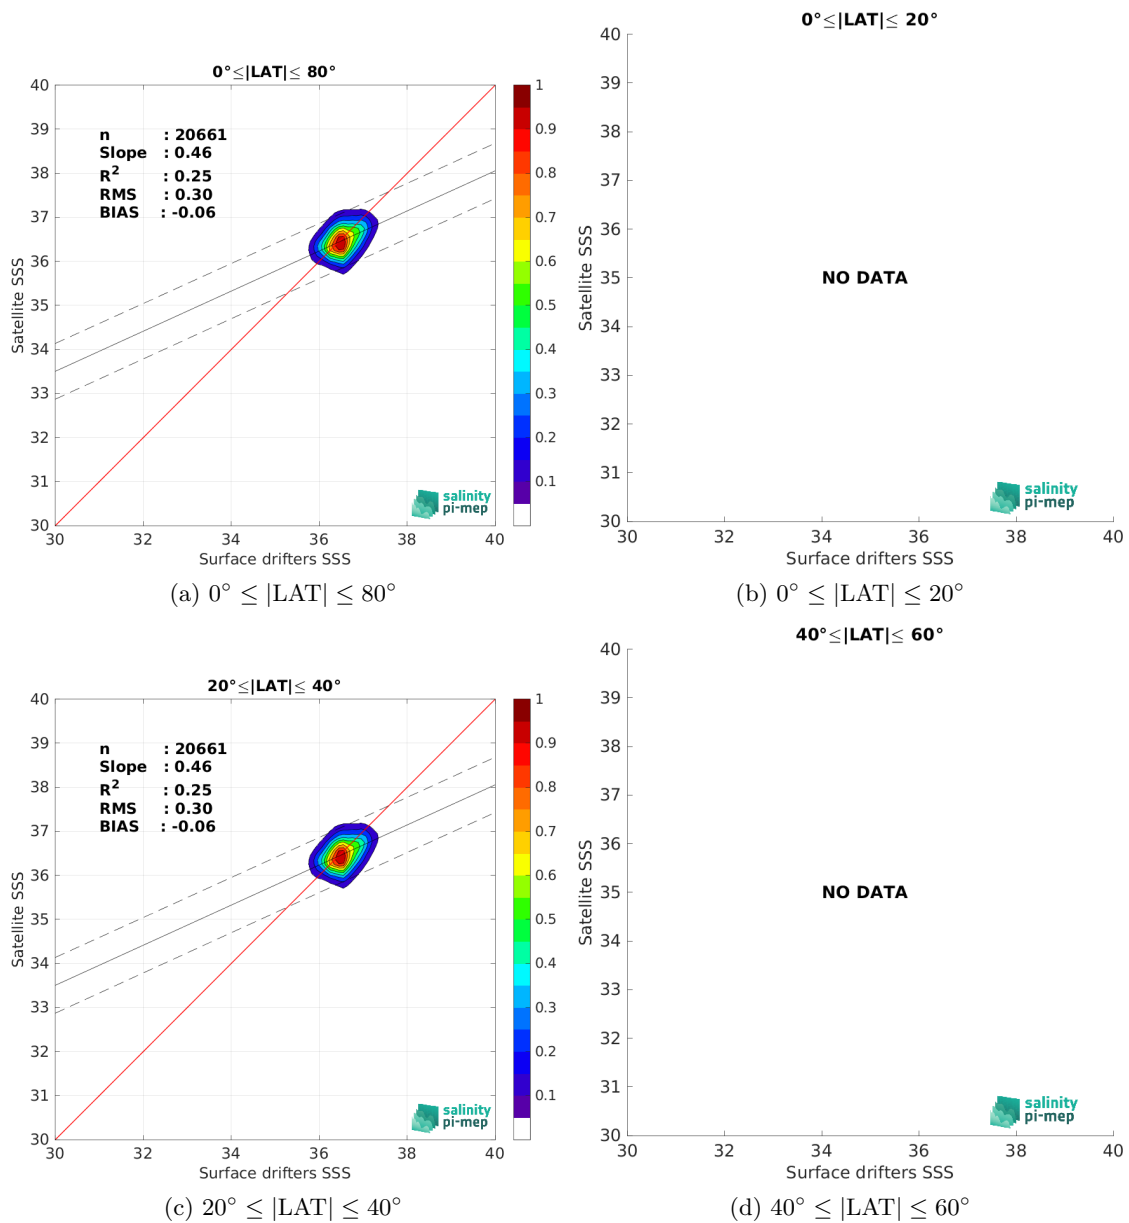 0°≤|LAT|≤ 80°
40
39
38
37
36
35
34
33
32
31
30
30 32 34 36 38 40
Satellite SSS
Surface drifters SSS
n : 20661
Slope : 0.46
R² : 0.25
RMS : 0.30
BIAS : -0.06
1
0.9
0.8
0.7
0.6
0.5
0.4
0.3
0.2
0.1
salinity
pi-mep
(a) 0° ≤ |LAT| ≤ 80°
0°≤|LAT|≤ 20°
40
39
38
37
36
35
34
33
32
31
30
30 32 34 36 38 40
Satellite SSS
Surface drifters SSS
NO DATA
salinity
pi-mep
(b) 0° ≤ |LAT| ≤ 20°
20°≤|LAT|≤ 40°
40
39
38
37
36
35
34
33
32
31
30
30 32 34 36 38 40
Satellite SSS
Surface drifters SSS
n : 20661
Slope : 0.46
R² : 0.25
RMS : 0.30
BIAS : -0.06
1
0.9
0.8
0.7
0.6
0.5
0.4
0.3
0.2
0.1
salinity
pi-mep
(c) 20° ≤ |LAT| ≤ 40°
40°≤|LAT|≤ 60°
40
39
38
37
36
35
34
33
32
31
30
30 32 34 36 38 40
Satellite SSS
Surface drifters SSS
NO DATA
salinity
pi-mep
(d) 40° ≤ |LAT| ≤ 60°